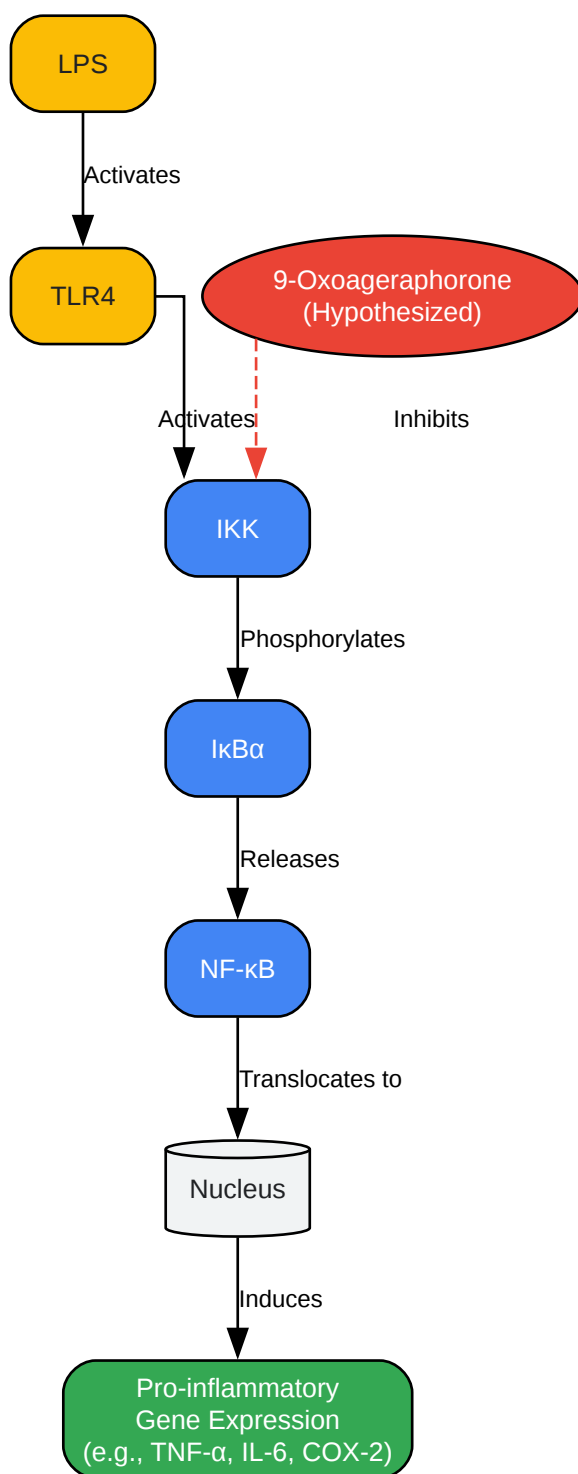 LPS
Activates
TLR4
9-Oxoageraphorone
(Hypothesized)
Activates
Inhibits
IKK
Phosphorylates
IκBα
Releases
NF-κB
Translocates to
Nucleus
Induces
Pro-inflammatory
Gene Expression
(e.g., TNF-α, IL-6, COX-2)